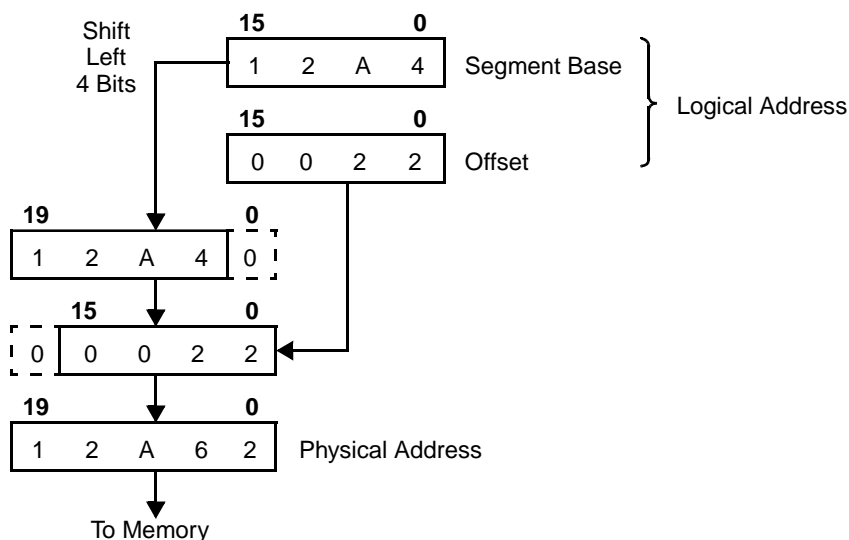 Shift
Left
4 Bits
15 0
1 2 A 4 Segment Base
15 0
0 0 2 2 Offset
Logical Address
19 0
1 2 A 4 0
15 0
0 0 0 2 2
19 0
1 2 A 6 2 Physical Address
To Memory